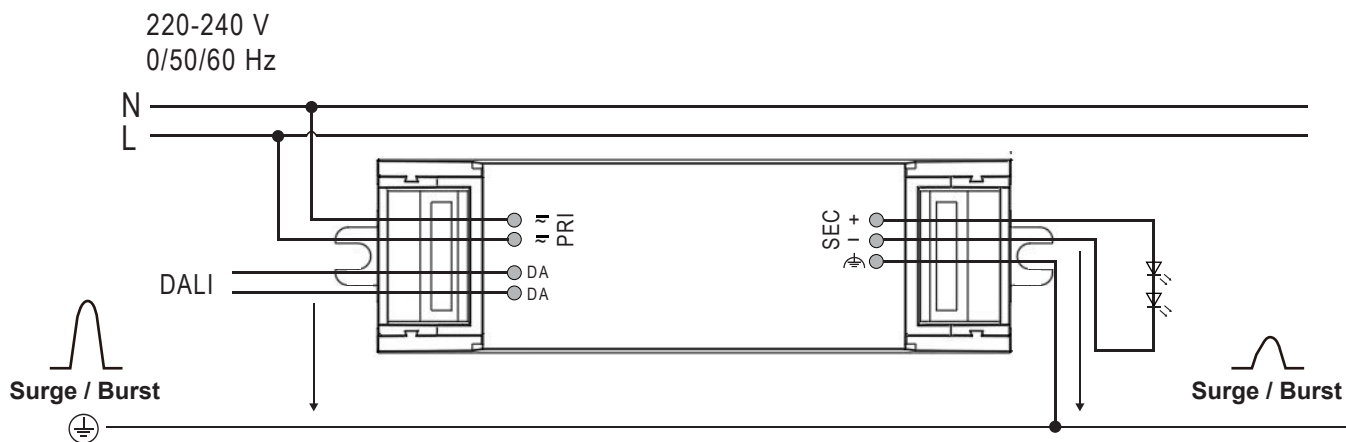 220-240 V
0/50/60 Hz
N
L
PRI
SEC
+
−
DA
DA
DALI
Surge / Burst
Surge / Burst